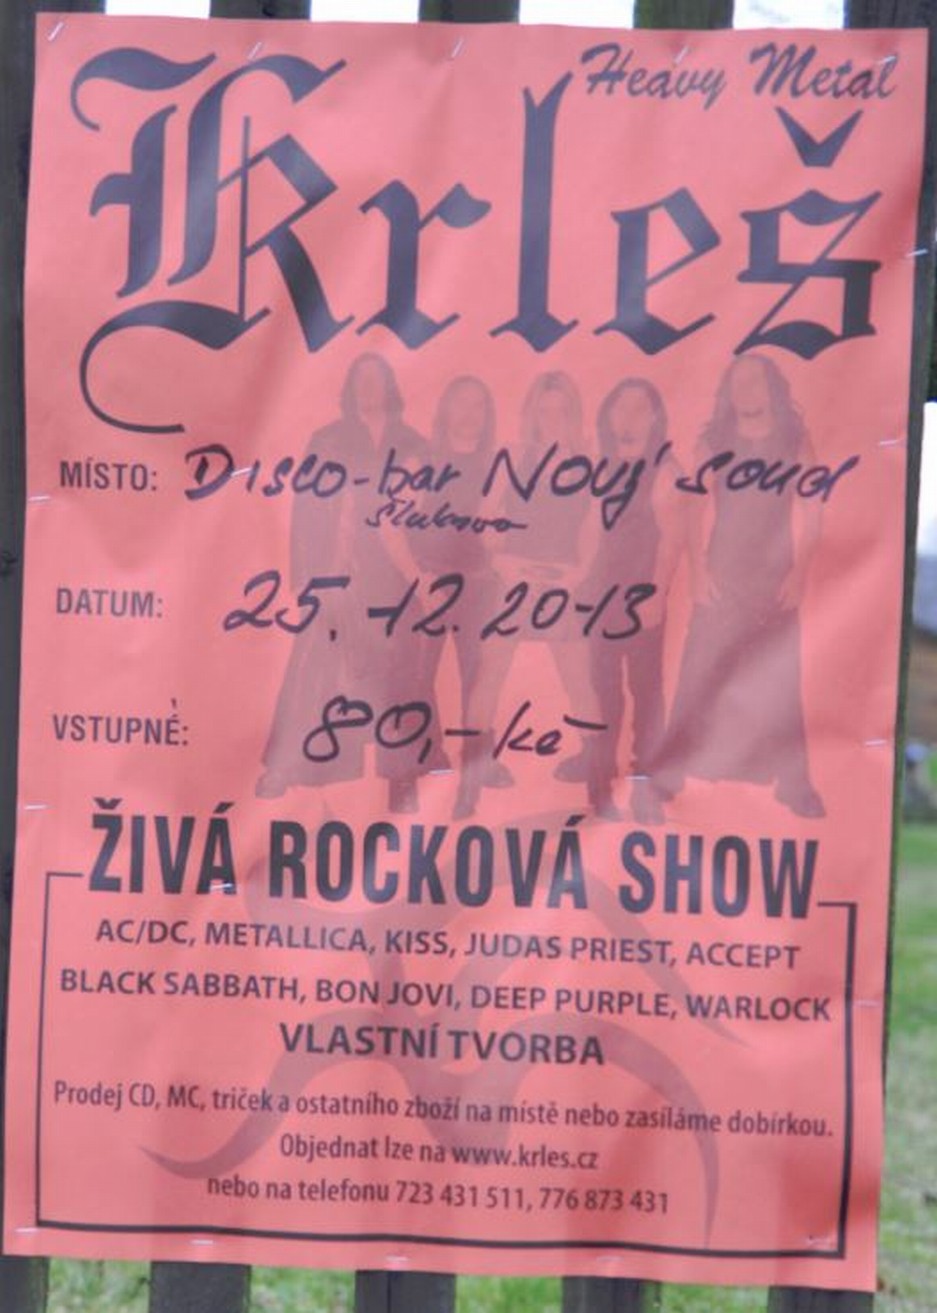 Heavy Metal
Krleš
MÍSTO: Disco-bar Nový soud
DATUM: 25. 12. 2013
VSTUPNÉ: 80,- kč
ŽIVÁ ROCKOVÁ SHOW
AC/DC, METALLICA, KISS, JUDAS PRIEST, ACCEPT
BLACK SABBATH, BON JOVI, DEEP PURPLE, WARLOCK
VLASTNÍ TVORBA
Prodej CD, MC, triček a ostatního zboží na místě nebo zasíláme dobírkou.
Objednat lze na www.krles.cz
nebo na telefonu 723 431 511, 776 873 431